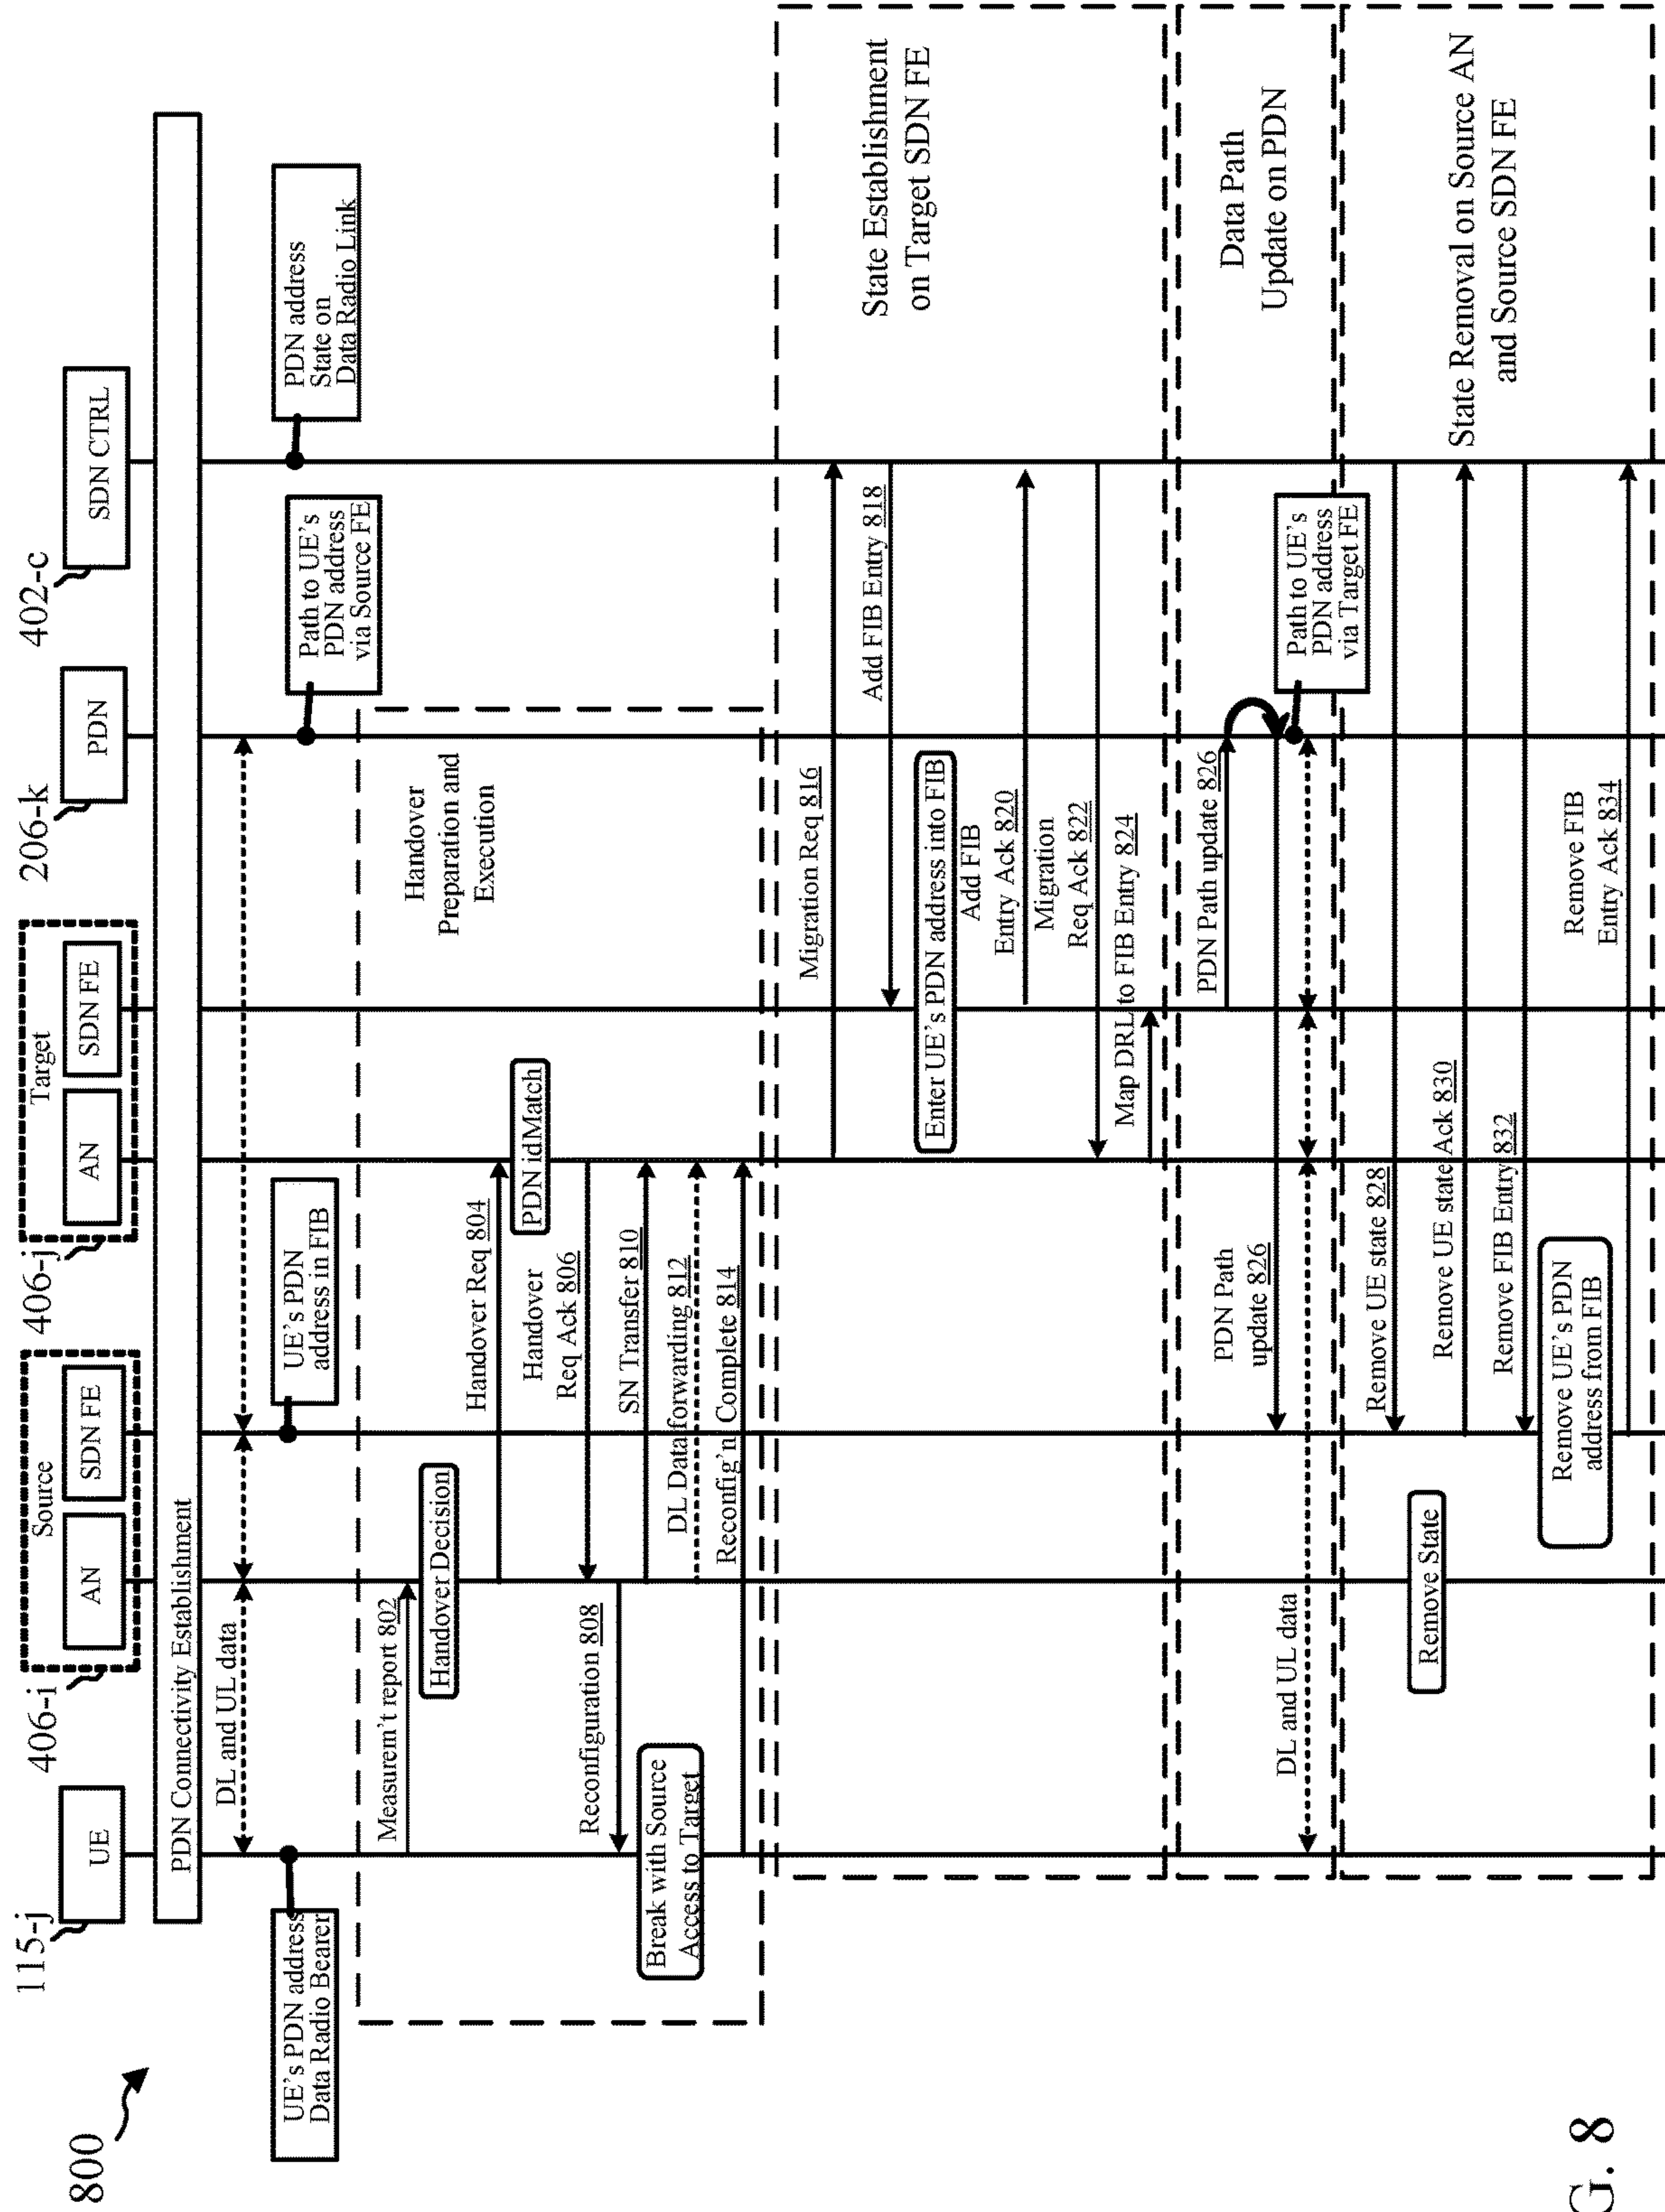 800
115-j
406-i
406-j
206-k
402-c
UE
Source
AN
SDN FE
Target
AN
SDN FE
PDN
SDN CTRL
PDN Connectivity Establishment
DL and UL data
UE's PDN address
Data Radio Bearer
UE's PDN
address in FIB
Path to UE's
PDN address
via Source FE
PDN address
State on
Data Radio Link
Handover
Preparation and
Execution
Measurem't report 802
Handover Decision
Handover Req 804
PDN idMatch
Handover
Req Ack 806
Reconfiguration 808
Break with Source
Access to Target
SN Transfer 810
DL Data forwarding 812
Reconfig'n Complete 814
State Establishment
on Target SDN FE
Migration Req 816
Add FIB Entry 818
Enter UE's PDN address into FIB
Add FIB
Entry Ack 820
Migration
Req Ack 822
Map DRL to FIB Entry 824
Data Path
Update on PDN
PDN Path update 826
PDN Path
update 826
Path to UE's
PDN address
via Target FE
DL and UL data
State Removal on Source AN
and Source SDN FE
Remove UE state 828
Remove State
Remove UE state Ack 830
Remove FIB Entry 832
Remove UE's PDN
address from FIB
Remove FIB
Entry Ack 834
G. 8